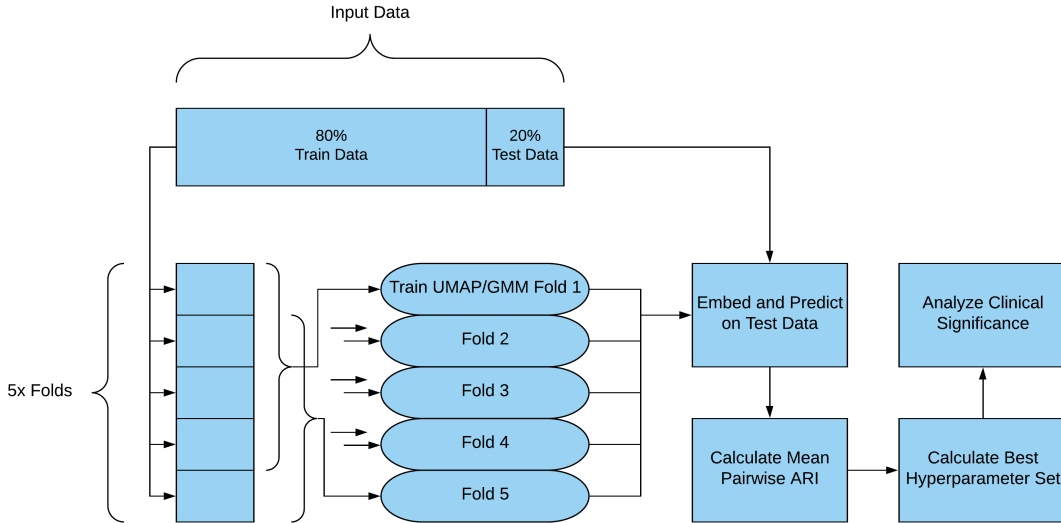 Input Data
80%
Train Data
20%
Test Data
5x Folds
Train UMAP/GMM Fold 1
Fold 2
Fold 3
Fold 4
Fold 5
Embed and Predict
on Test Data
Analyze Clinical
Significance
Calculate Mean
Pairwise ARI
Calculate Best
Hyperparameter Set